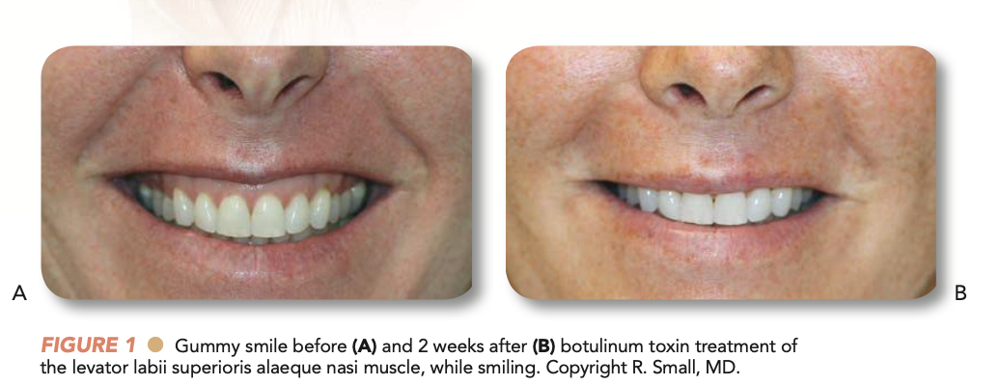 A
B
FIGURE 1 ● Gummy smile before (A) and 2 weeks after (B) botulinum toxin treatment of
the levator labii superioris alaeque nasi muscle, while smiling. Copyright R. Small, MD.